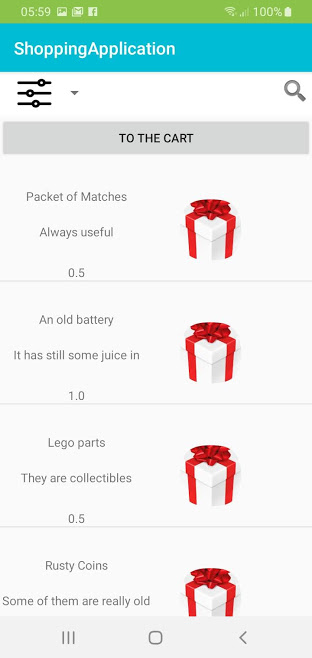 05:59 100%
ShoppingApplication
TO THE CART
Packet of Matches
Always useful
0.5
An old battery
It has still some juice in
1.0
Lego parts
They are collectibles
0.5
Rusty Coins
Some of them are really old